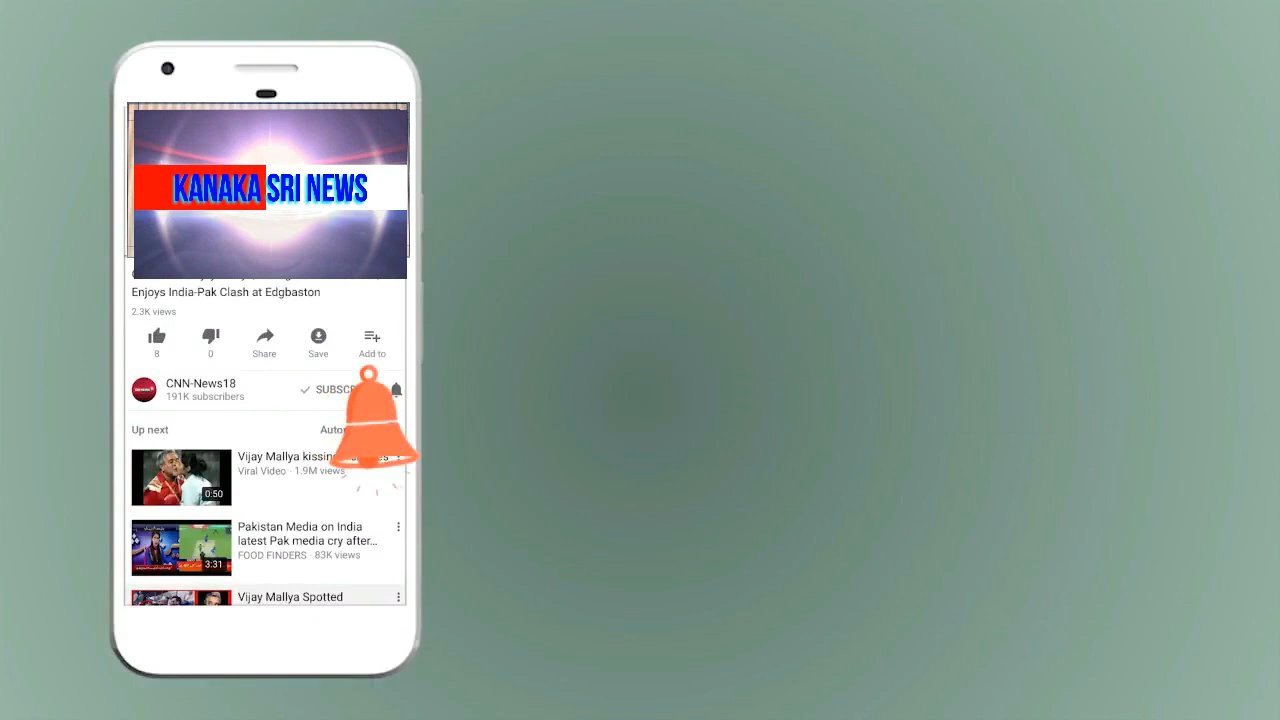 KANAKA SRI NEWS
Enjoys India-Pak Clash at Edgbaston
2.3K views
8
0
Share
Save
Add to
CNN-News18
191K subscribers
Up next
Vijay Mallya kissing
Viral Video · 1.9M views
0:50
Pakistan Media on India
latest Pak media cry after...
FOOD FINDERS · 83K views
3:31
Vijay Mallya Spotted